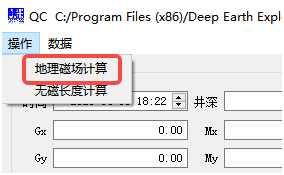 QC C:/Program Files (x86)/Deep Earth Explo
操作 数据
地理磁场计算
无磁长度计算
时间 18:22 井深
Gx 0.00 Mx
Gy 0.00 My